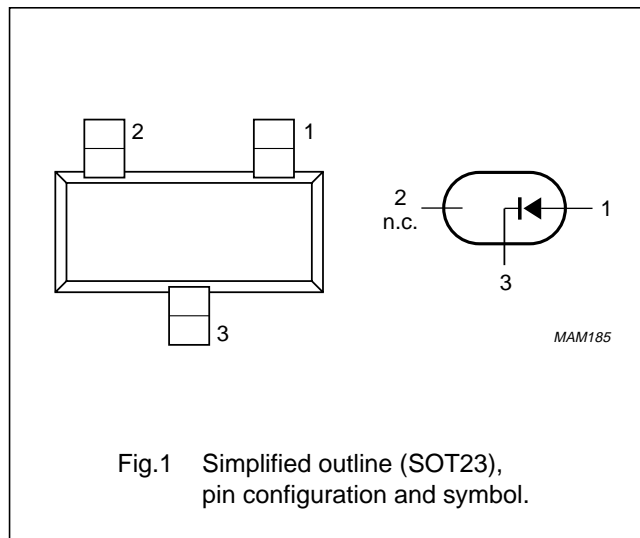 2
1
3
2
n.c.
1
3
MAM185
Fig.1 Simplified outline (SOT23),
pin configuration and symbol.